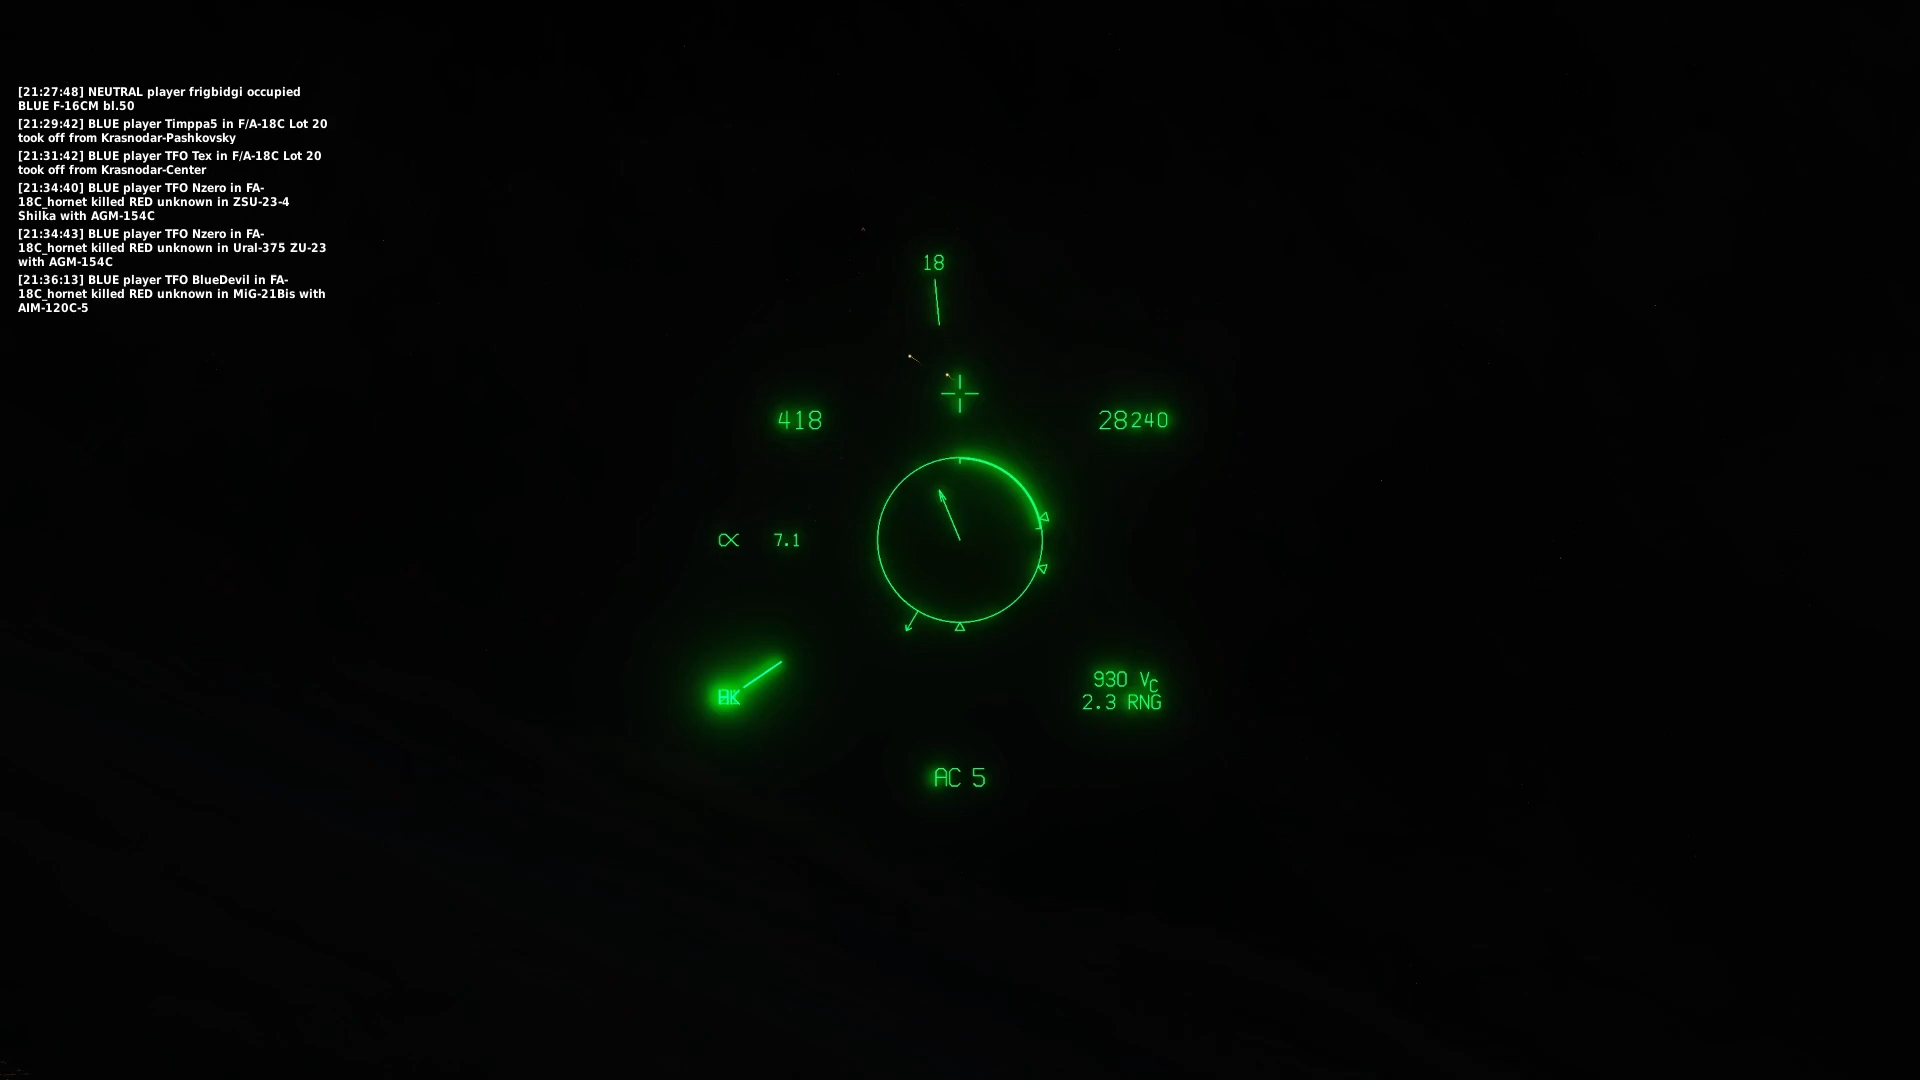 [21:27:48] NEUTRAL player frigbidgi occupied
BLUE F-16CM bl.50
[21:29:42] BLUE player Timppa5 in F/A-18C Lot 20
took off from Krasnodar-Pashkovsky
[21:31:42] BLUE player TFO Tex in F/A-18C Lot 20
took off from Krasnodar-Center
[21:34:40] BLUE player TFO Nzero in FA-
18C_hornet killed RED unknown in ZSU-23-4
Shilka with AGM-154C
[21:34:43] BLUE player TFO Nzero in FA-
18C_hornet killed RED unknown in Ural-375 ZU-23
with AGM-154C
[21:36:13] BLUE player TFO BlueDevil in FA-
18C_hornet killed RED unknown in MiG-21Bis with
AIM-120C-5
18
418
28240
α 7.1
930 Vc
2.3 RNG
AC 5